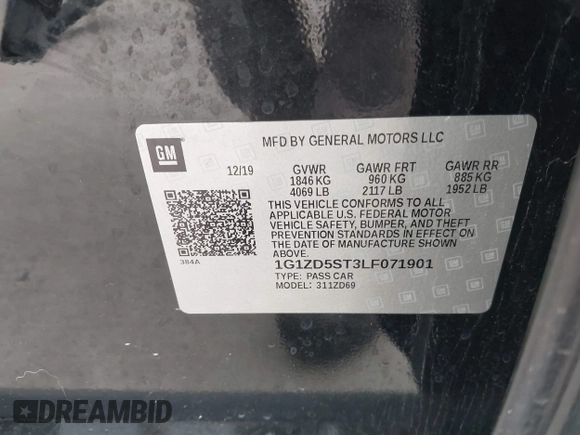 MFD BY GENERAL MOTORS LLC
GM
12/19 GVWR GAWR FRT GAWR RR
1846 KG 960 KG 885 KG
4069 LB 2117 LB 1952 LB
THIS VEHICLE CONFORMS TO ALL
APPLICABLE U.S. FEDERAL MOTOR
VEHICLE SAFETY, BUMPER, AND THEFT
PREVENTION STANDARDS IN EFFECT ON
THE DATE OF MANUFACTURE SHOWN
ABOVE.
384A
1G1ZD5ST3LF071901
TYPE: PASS CAR
MODEL: 311ZD69
DREAMBID